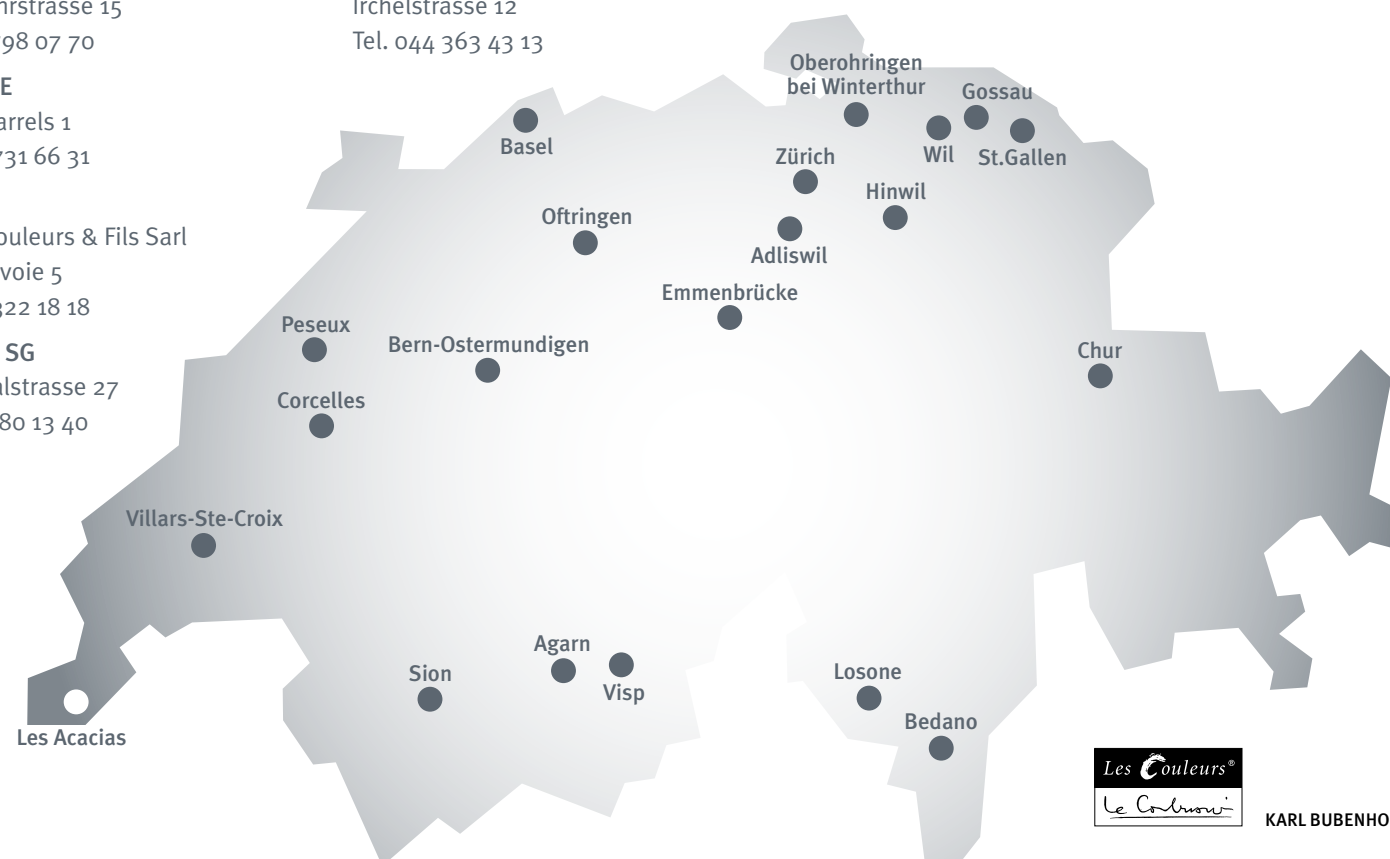 hrstrasse 15
798 07 70
E
arrels 1
731 66 31
ouleurs & Fils Sarl
voie 5
322 18 18
SG
alstrasse 27
80 13 40
Irchelstrasse 12
Tel. 044 363 43 13
Oberohringen
bei Winterthur
Gossau
Basel
Wil
St.Gallen
Zürich
Hinwil
Oftringen
Adliswil
Emmenbrücke
Peseux
Bern-Ostermundigen
Chur
Corcelles
Villars-Ste-Croix
Agarn
Sion
Visp
Losone
Bedano
Les Acacias
Les Couleurs®
Le Corbusier
KARL BUBENHO